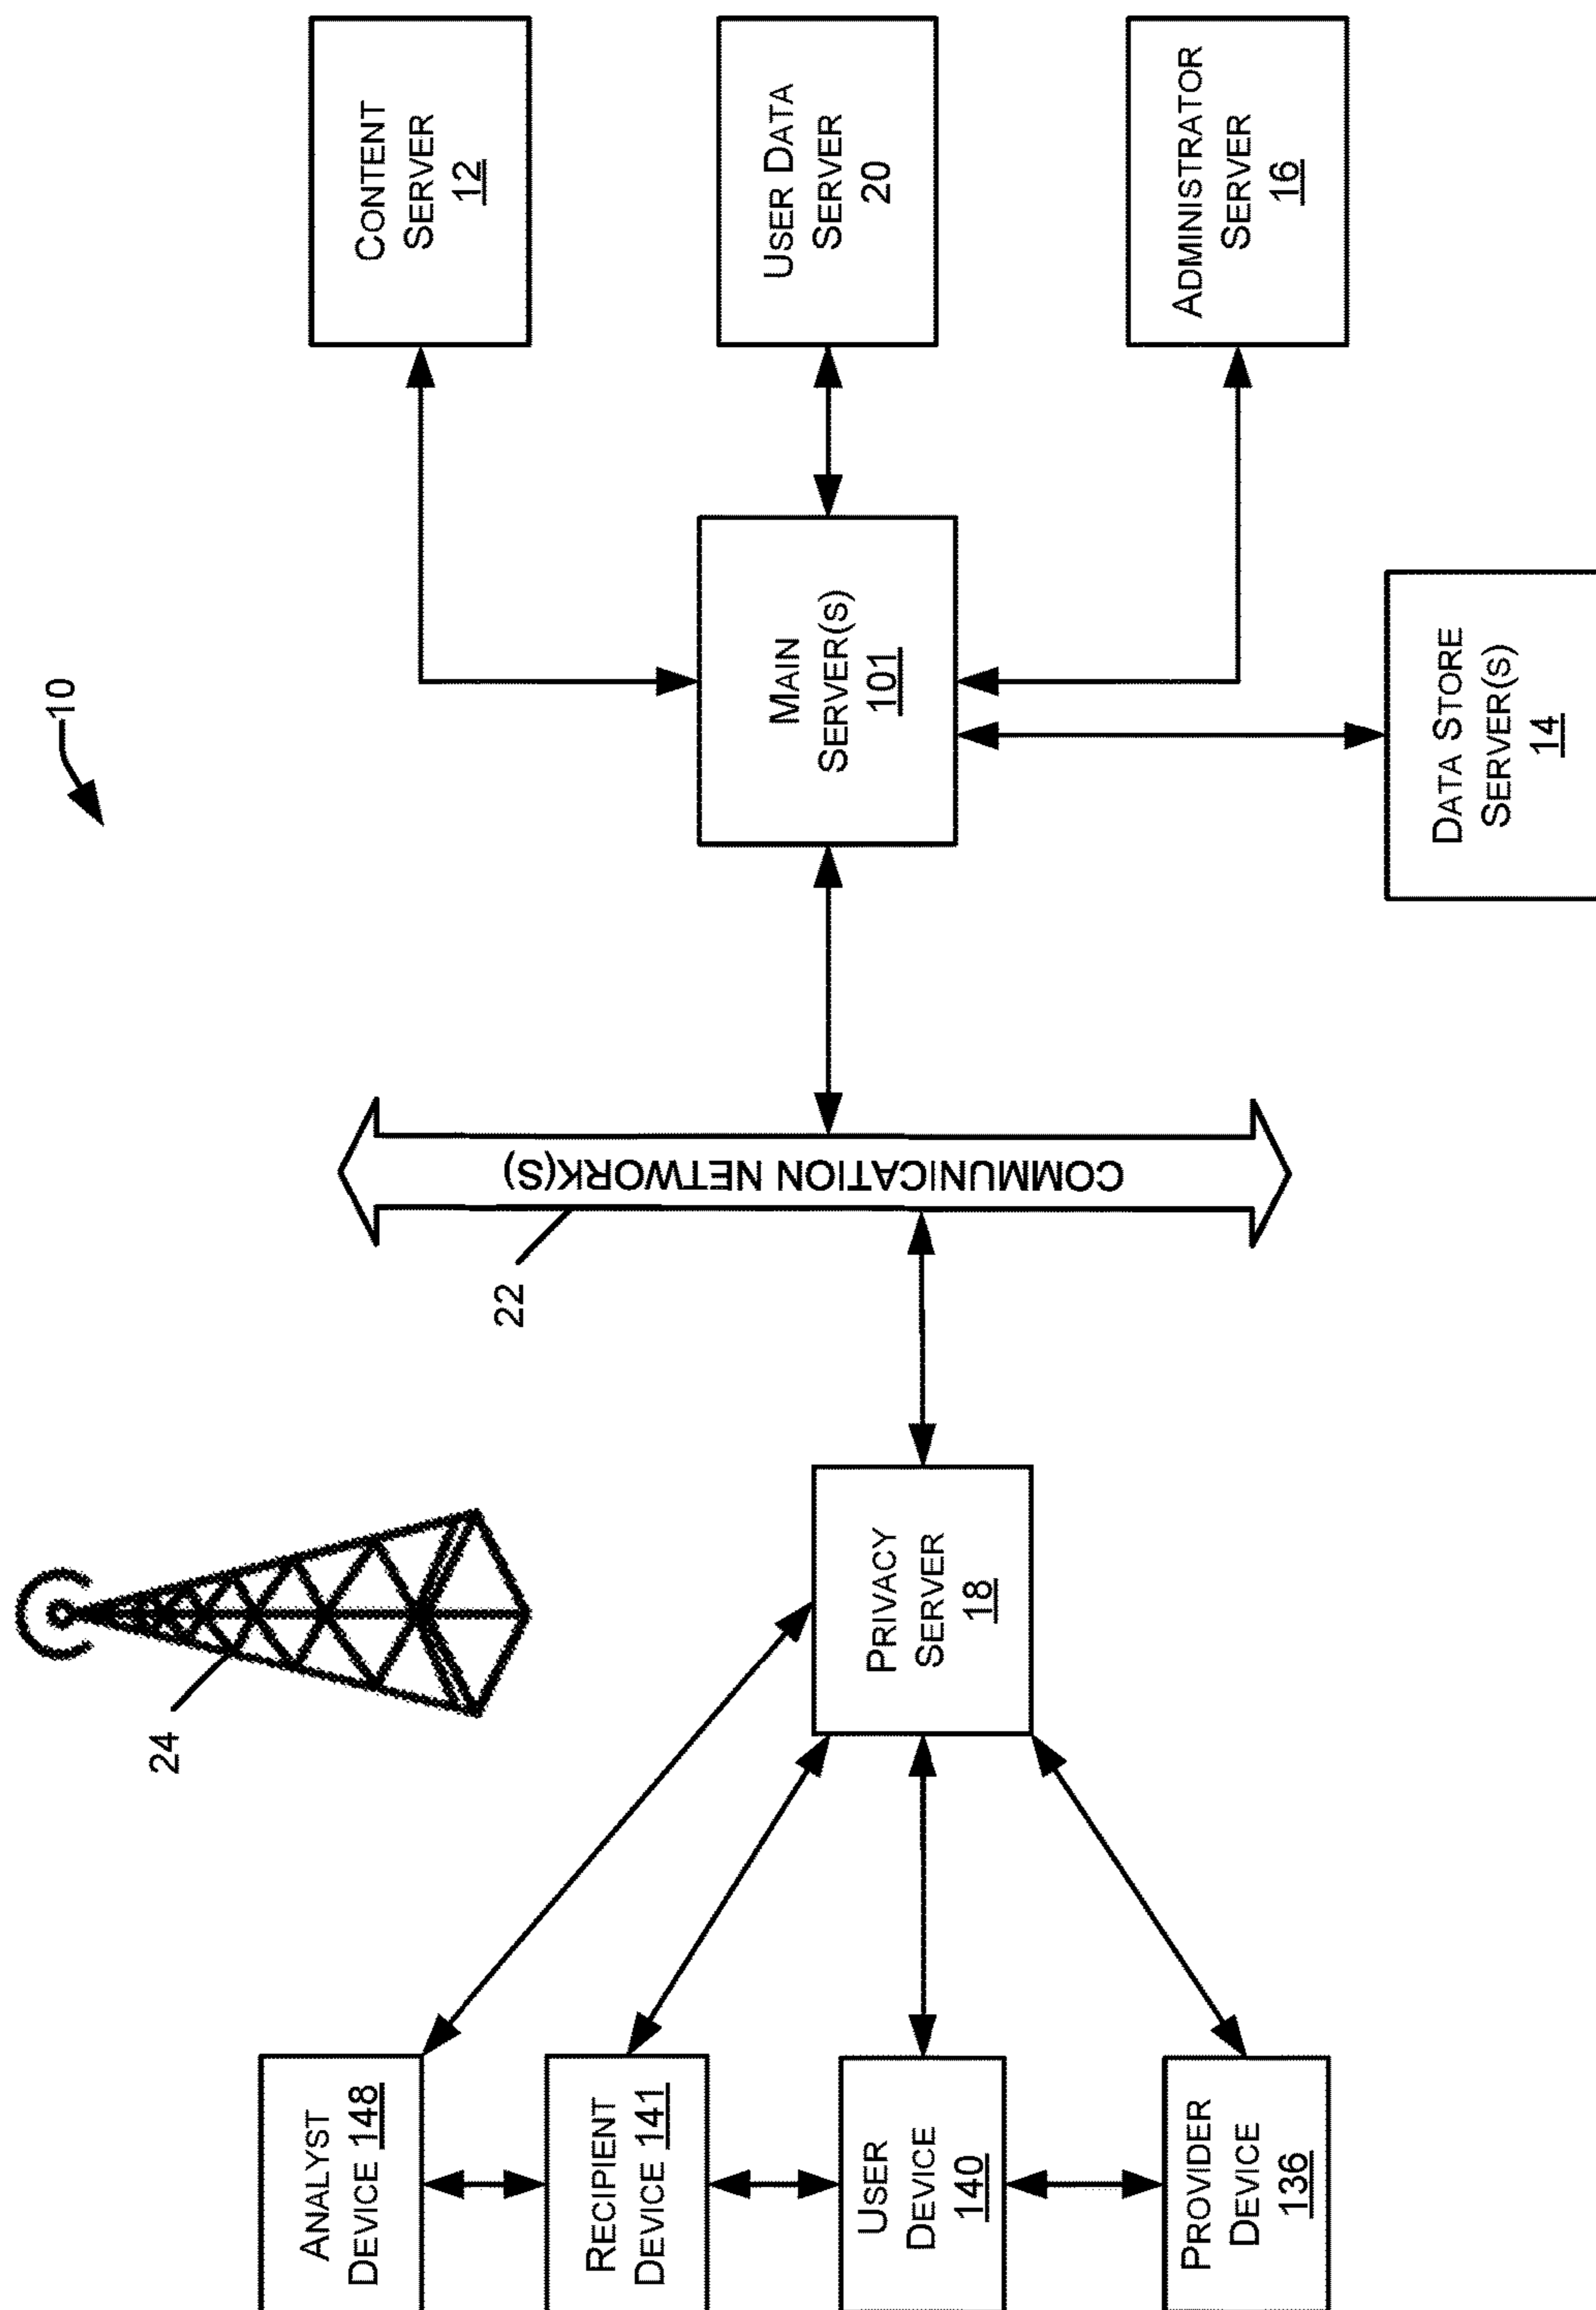 10
24
22
ANALYST
DEVICE 148
RECIPIENT
DEVICE 141
USER
DEVICE
140
PROVIDER
DEVICE
136
PRIVACY
SERVER
18
COMMUNICATION NETWORK(S)
MAIN
SERVER(S)
101
CONTENT
SERVER
12
USER DATA
SERVER
20
ADMINISTRATOR
SERVER
16
DATA STORE
SERVER(S)
14